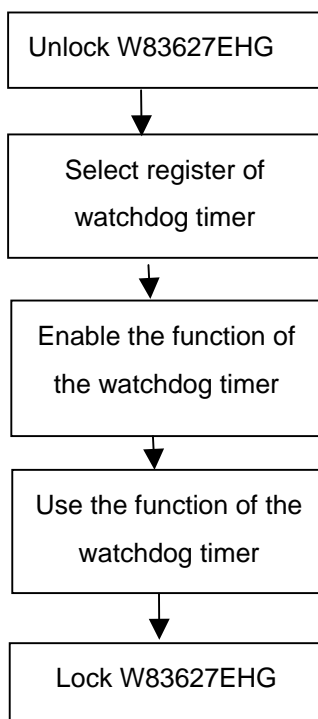 Unlock W83627EHG
Select register of
watchdog timer
Enable the function of
the watchdog timer
Use the function of the
watchdog timer
Lock W83627EHG